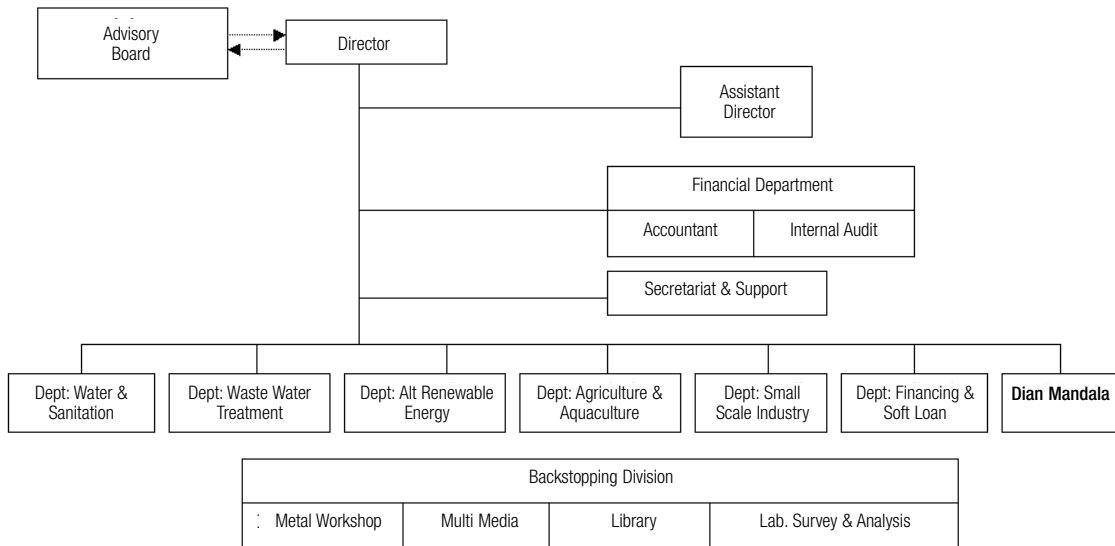 Advisory
Board
Director
Assistant
Director
Financial Department
Accountant
Internal Audit
Secretariat & Support
Dept: Water &
Sanitation
Dept: Waste Water
Treatment
Dept: Alt Renewable
Energy
Dept: Agriculture &
Aquaculture
Dept: Small
Scale Industry
Dept: Financing &
Soft Loan
Dian Mandala
Backstopping Division
Metal Workshop
Multi Media
Library
Lab. Survey & Analysis